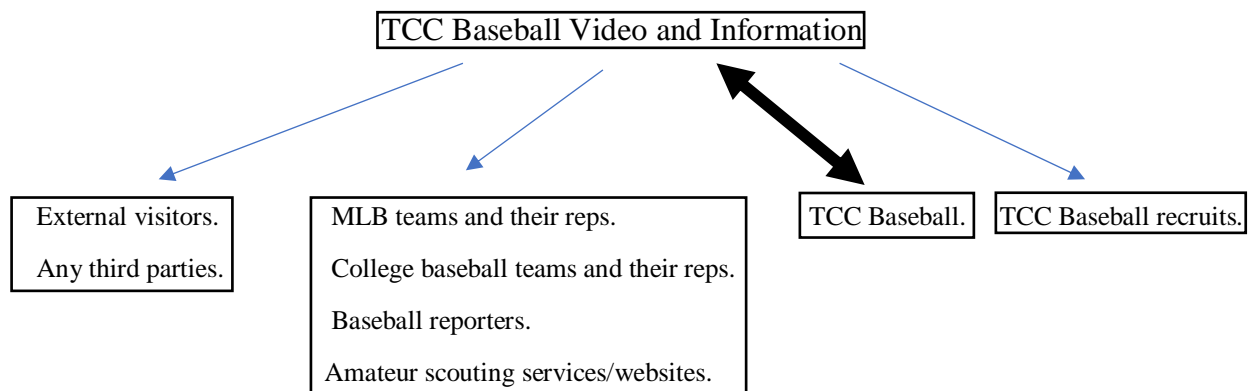 TCC Baseball Video and Information
External visitors.
Any third parties.
MLB teams and their reps.
College baseball teams and their reps.
Baseball reporters.
Amateur scouting services/websites.
TCC Baseball.
TCC Baseball recruits.